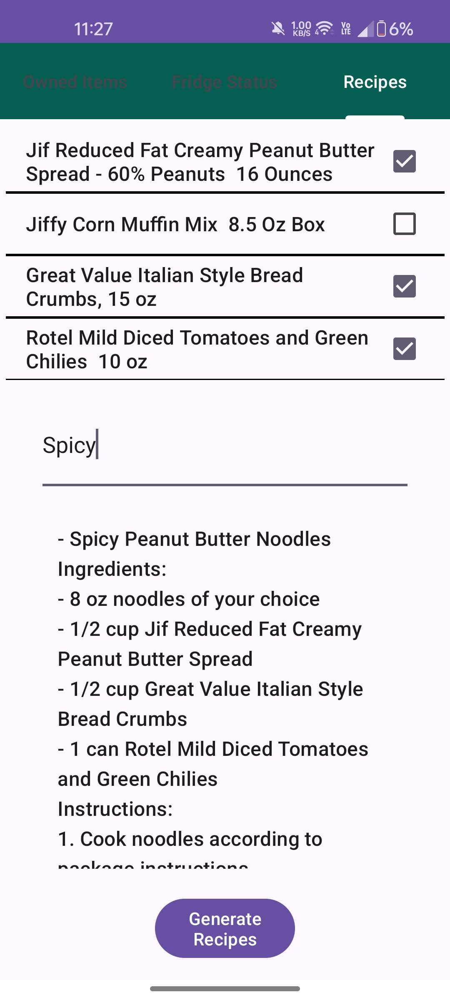 11:27
1.00
KB/S
4
Vo
LTE
6%
Owned Items
Fridge Status
Recipes
Jif Reduced Fat Creamy Peanut Butter
Spread - 60% Peanuts  16 Ounces
Jiffy Corn Muffin Mix  8.5 Oz Box
Great Value Italian Style Bread
Crumbs, 15 oz
Rotel Mild Diced Tomatoes and Green
Chilies  10 oz
Spicy
- Spicy Peanut Butter Noodles
Ingredients:
- 8 oz noodles of your choice
- 1/2 cup Jif Reduced Fat Creamy
Peanut Butter Spread
- 1/2 cup Great Value Italian Style
Bread Crumbs
- 1 can Rotel Mild Diced Tomatoes
and Green Chilies
Instructions:
1. Cook noodles according to
package instructions
Generate
Recipes